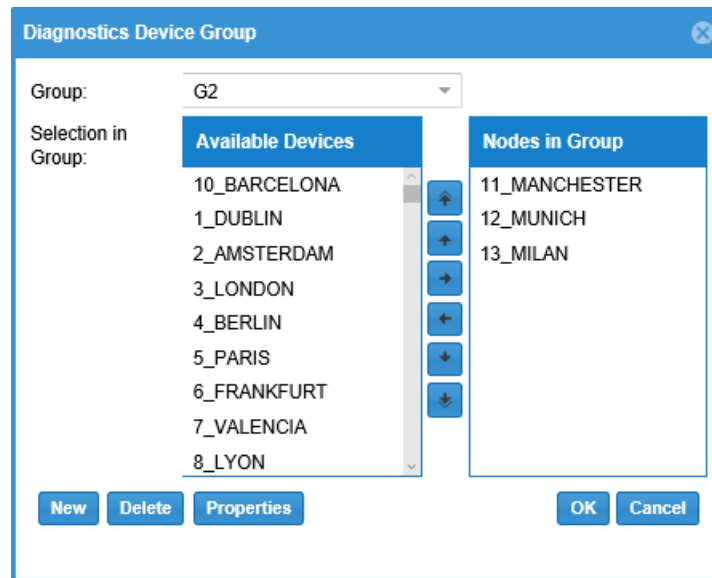 Diagnostics Device Group
Group:
G2
Selection in
Group:
Available Devices
10_BARCELONA
1_DUBLIN
2_AMSTERDAM
3_LONDON
4_BERLIN
5_PARIS
6_FRANKFURT
7_VALENCIA
8_LYON
Nodes in Group
11_MANCHESTER
12_MUNICH
13_MILAN
New
Delete
Properties
OK
Cancel